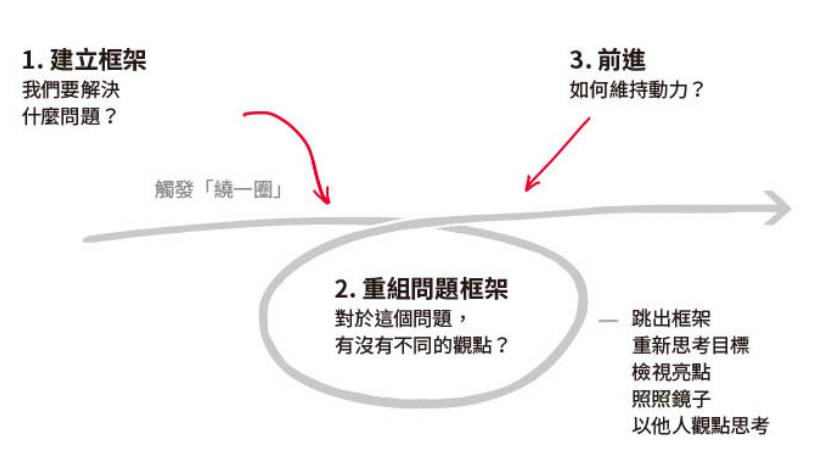 1. 建立框架
我們要解決
什麼問題？
3. 前進
如何維持動力？
觸發「繞一圈」
2. 重組問題框架
對於這個問題，
有沒有不同的觀點？
跳出框架
重新思考目標
檢視亮點
照照鏡子
以他人觀點思考